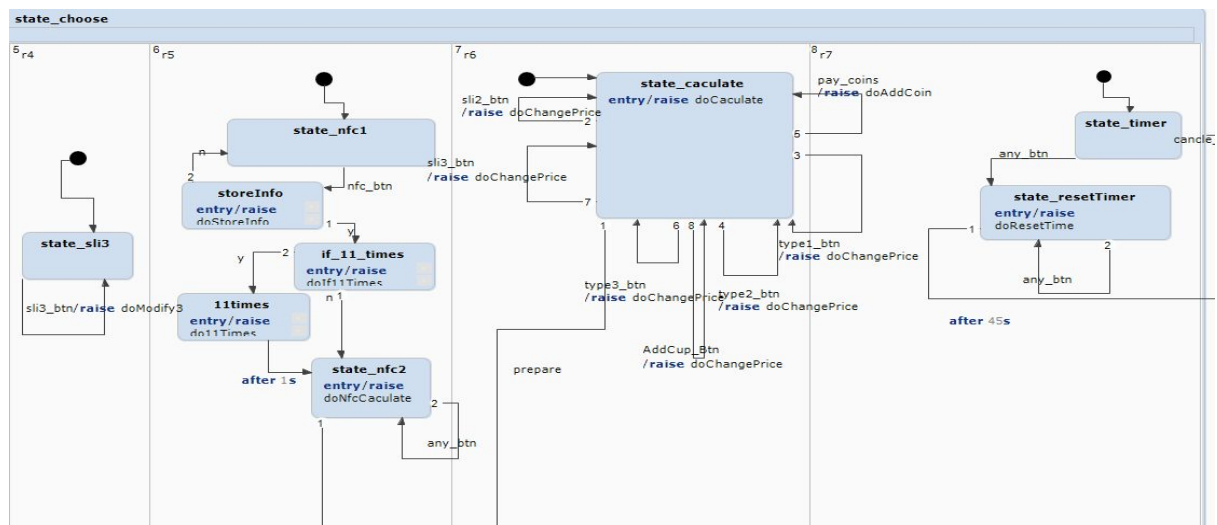 state_choose
5 r4
state_sli3
sli3_btn/raise doModify3
6 r5
state_nfc1
n
2
nfc_btn
storeInfo
entry/raise
doStoreInfo
1
y
if_11_times
entry/raise
doIf11Times
2
y
n 1
11times
entry/raise
do11Times
after 1s
state_nfc2
entry/raise
doNfcCaculate
1
2
any_btn
7 r6
state_caculate
entry/raise doCaculate
sli2_btn
/raise doChangePrice
2
sli3_btn
/raise doChangePrice
7
pay_coins
/raise doAddCoin
5
3
1
6
8
4
type1_btn
/raise doChangePrice
type3_btn
/raise doChangePrice
type2_btn
/raise doChangePrice
AddCup_Btn
/raise doChangePrice
prepare
8 r7
state_timer
cancle_
any_btn
state_resetTimer
entry/raise
doResetTime
1
2
any_btn
after 45s